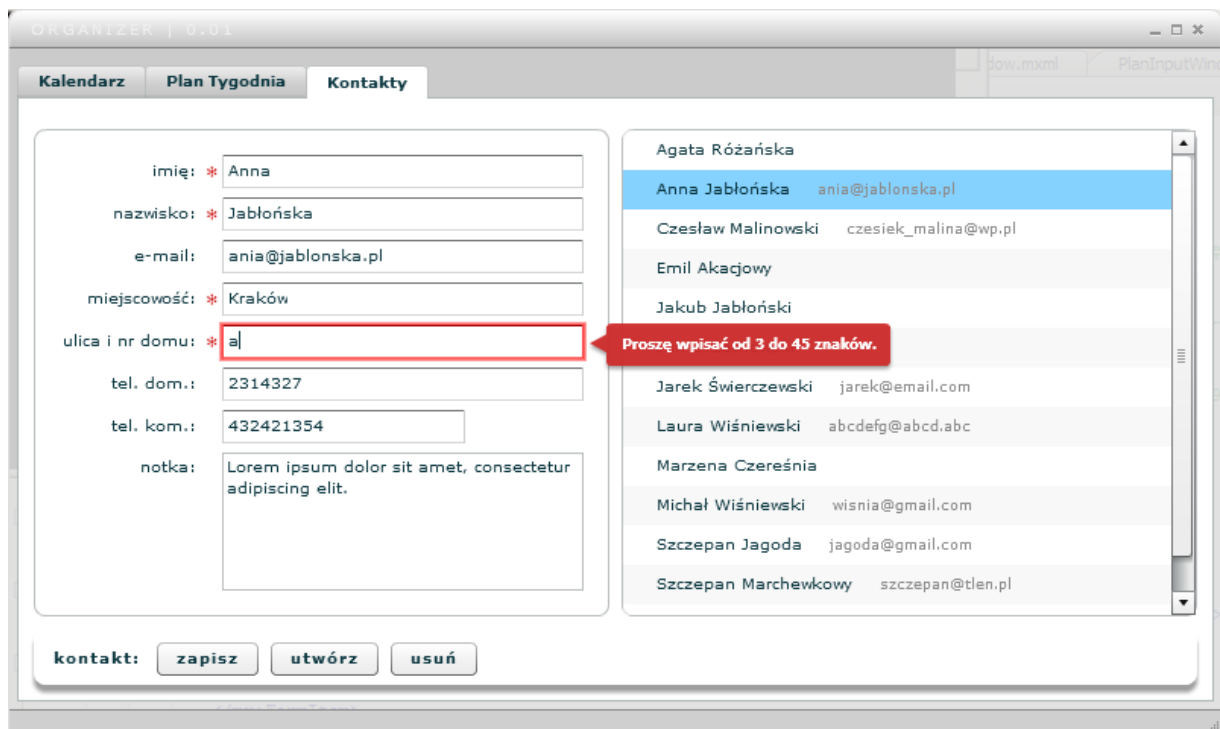 ORGANIZER | 0.01
dow.mxml PlanInputWind
Kalendarz Plan Tygodnia Kontakty
imię: * Anna
nazwisko: * Jabłońska
e-mail: ania@jablonska.pl
miejscowość: * Kraków
ulica i nr domu: * a
Proszę wpisać od 3 do 45 znaków.
tel. dom.: 2314327
tel. kom.: 432421354
notka: Lorem ipsum dolor sit amet, consectetur
adipiscing elit.
Agata Różańska
Anna Jabłońska ania@jablonska.pl
Czesław Malinowski czesiek_malina@wp.pl
Emil Akacjowy
Jakub Jabłoński
Jarek Świerczewski jarek@email.com
Laura Wiśniewski abcdefg@abcd.abc
Marzena Czereśnia
Michał Wiśniewski wisnia@gmail.com
Szczepan Jagoda jagoda@gmail.com
Szczepan Marchewkowy szczepan@tlen.pl
kontakt: zapisz utwórz usuń